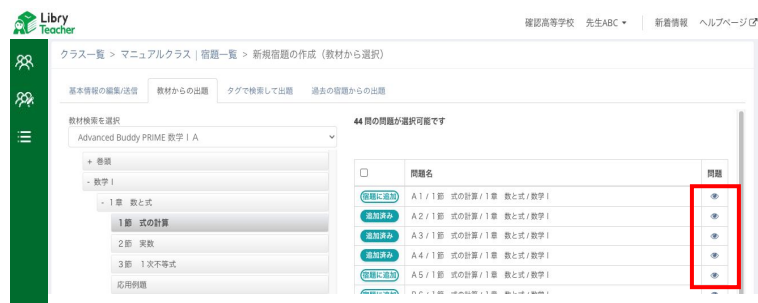 Libry Teacher
確認高等学校 先生ABC 新着情報 ヘルプページ
クラス一覧 > マニュアルクラス | 宿題一覧 > 新規宿題の作成（教材から選択）
基本情報の編集/送信 教材からの出題 タグで検索して出題 過去の宿題からの出題
教材検索を選択
Advanced Buddy PRIME 数学ⅠA
+ 巻頭
- 数学Ⅰ
- 1章 数と式
1節 式の計算
2節 実数
3節 1次不等式
応用例題
44 問の問題が選択可能です
問題名 問題
宿題に追加 A 1 / 1節 式の計算 / 1章 数と式 / 数学Ⅰ
追加済み A 2 / 1節 式の計算 / 1章 数と式 / 数学Ⅰ
追加済み A 3 / 1節 式の計算 / 1章 数と式 / 数学Ⅰ
追加済み A 4 / 1節 式の計算 / 1章 数と式 / 数学Ⅰ
宿題に追加 A 5 / 1節 式の計算 / 1章 数と式 / 数学Ⅰ